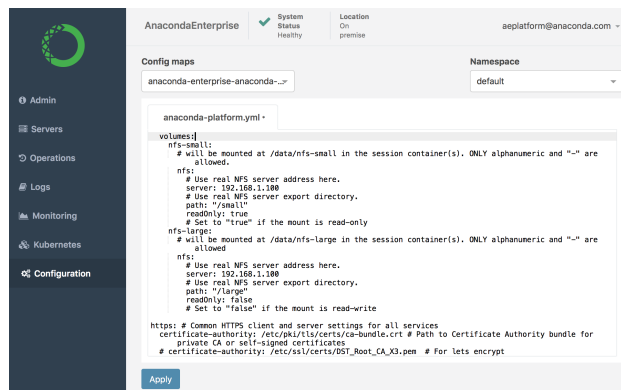 AnacondaEnterprise
System Status Healthy
Location On premise
aeplatform@anaconda.com
Admin
Servers
Operations
Logs
Monitoring
Kubernetes
Configuration
Config maps
anaconda-enterprise-anaconda-...
Namespace
default
anaconda-platform.yml •
volumes:
nfs-small:
# will be mounted at /data/nfs-small in the session container(s). ONLY alphanumeric and "-" are
allowed.
nfs:
# Use real NFS server address here.
server: 192.168.1.100
# Use real NFS server export directory.
path: "/small"
readOnly: true
# Set to "true" if the mount is read-only
nfs-large:
# will be mounted at /data/nfs-large in the session container(s). ONLY alphanumeric and "-" are
allowed
nfs:
# Use real NFS server address here.
server: 192.168.1.100
# Use real NFS server export directory.
path: "/large"
readOnly: false
# Set to "false" if the mount is read-write
https: # Common HTTPS client and server settings for all services
certificate-authority: /etc/pki/tls/certs/ca-bundle.crt # Path to Certificate Authority bundle for
private CA or self-signed certificates
# certificate-authority: /etc/ssl/certs/DST_Root_CA_X3.pem # For lets encrypt
Apply